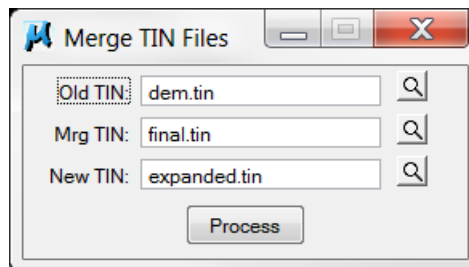 Merge TIN Files
Old TIN: dem.tin
Mrg TIN: final.tin
New TIN: expanded.tin
Process